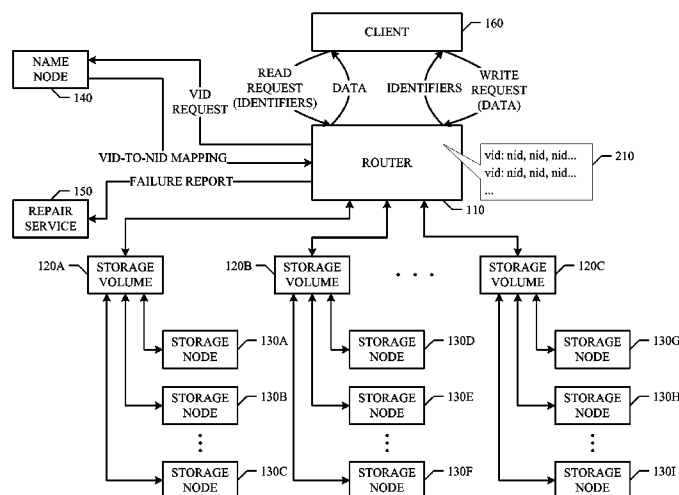 CLIENT
160
NAME
NODE
140
READ
REQUEST
(IDENTIFIERS)
DATA
IDENTIFIERS
WRITE
REQUEST
(DATA)
VID
REQUEST
VID-TO-NID MAPPING
ROUTER
110
vid: nid, nid, nid...
vid: nid, nid, nid...
...
210
150
FAILURE REPORT
REPAIR
SERVICE
120A
STORAGE
VOLUME
120B
STORAGE
VOLUME
. . .
STORAGE
VOLUME
120C
STORAGE
NODE
130A
STORAGE
NODE
130D
STORAGE
NODE
130G
STORAGE
NODE
130B
STORAGE
NODE
130E
STORAGE
NODE
130H
STORAGE
NODE
130C
STORAGE
NODE
130F
STORAGE
NODE
130I